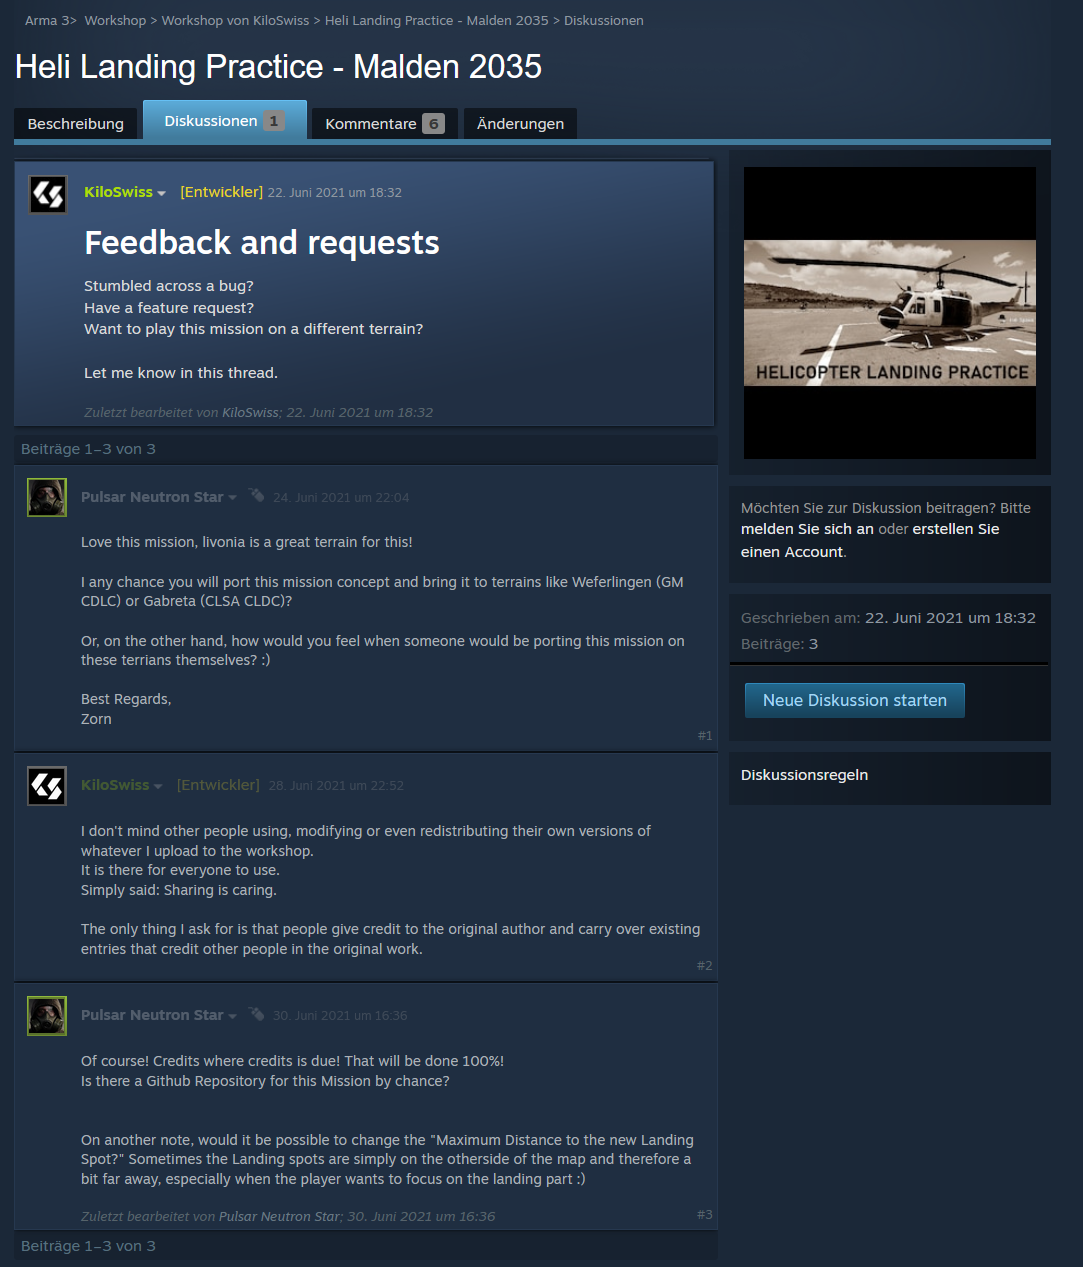 Arma 3> Workshop > Workshop von KiloSwiss > Heli Landing Practice - Malden 2035 > Diskussionen
Heli Landing Practice - Malden 2035
Beschreibung
Diskussionen 1
Kommentare 6
Änderungen
KiloSwiss [Entwickler] 22. Juni 2021 um 18:32
Feedback and requests
Stumbled across a bug?
Have a feature request?
Want to play this mission on a different terrain?
Let me know in this thread.
Zuletzt bearbeitet von KiloSwiss; 22. Juni 2021 um 18:32
Beiträge 1–3 von 3
Pulsar Neutron Star 24. Juni 2021 um 22:04
Love this mission, livonia is a great terrain for this!
I any chance you will port this mission concept and bring it to terrains like Weferlingen (GM
CDLC) or Gabreta (CLSA CLDC)?
Or, on the other hand, how would you feel when someone would be porting this mission on
these terrians themselves? :)
Best Regards,
Zorn
#1
KiloSwiss [Entwickler] 28. Juni 2021 um 22:52
I don't mind other people using, modifying or even redistributing their own versions of
whatever I upload to the workshop.
It is there for everyone to use.
Simply said: Sharing is caring.
The only thing I ask for is that people give credit to the original author and carry over existing
entries that credit other people in the original work.
#2
Pulsar Neutron Star 30. Juni 2021 um 16:36
Of course! Credits where credits is due! That will be done 100%!
Is there a Github Repository for this Mission by chance?
On another note, would it be possible to change the "Maximum Distance to the new Landing
Spot?" Sometimes the Landing spots are simply on the otherside of the map and therefore a
bit far away, especially when the player wants to focus on the landing part :)
Zuletzt bearbeitet von Pulsar Neutron Star; 30. Juni 2021 um 16:36
#3
Beiträge 1–3 von 3
HELICOPTER LANDING PRACTICE
Möchten Sie zur Diskussion beitragen? Bitte
melden Sie sich an oder erstellen Sie
einen Account.
Geschrieben am: 22. Juni 2021 um 18:32
Beiträge: 3
Neue Diskussion starten
Diskussionsregeln